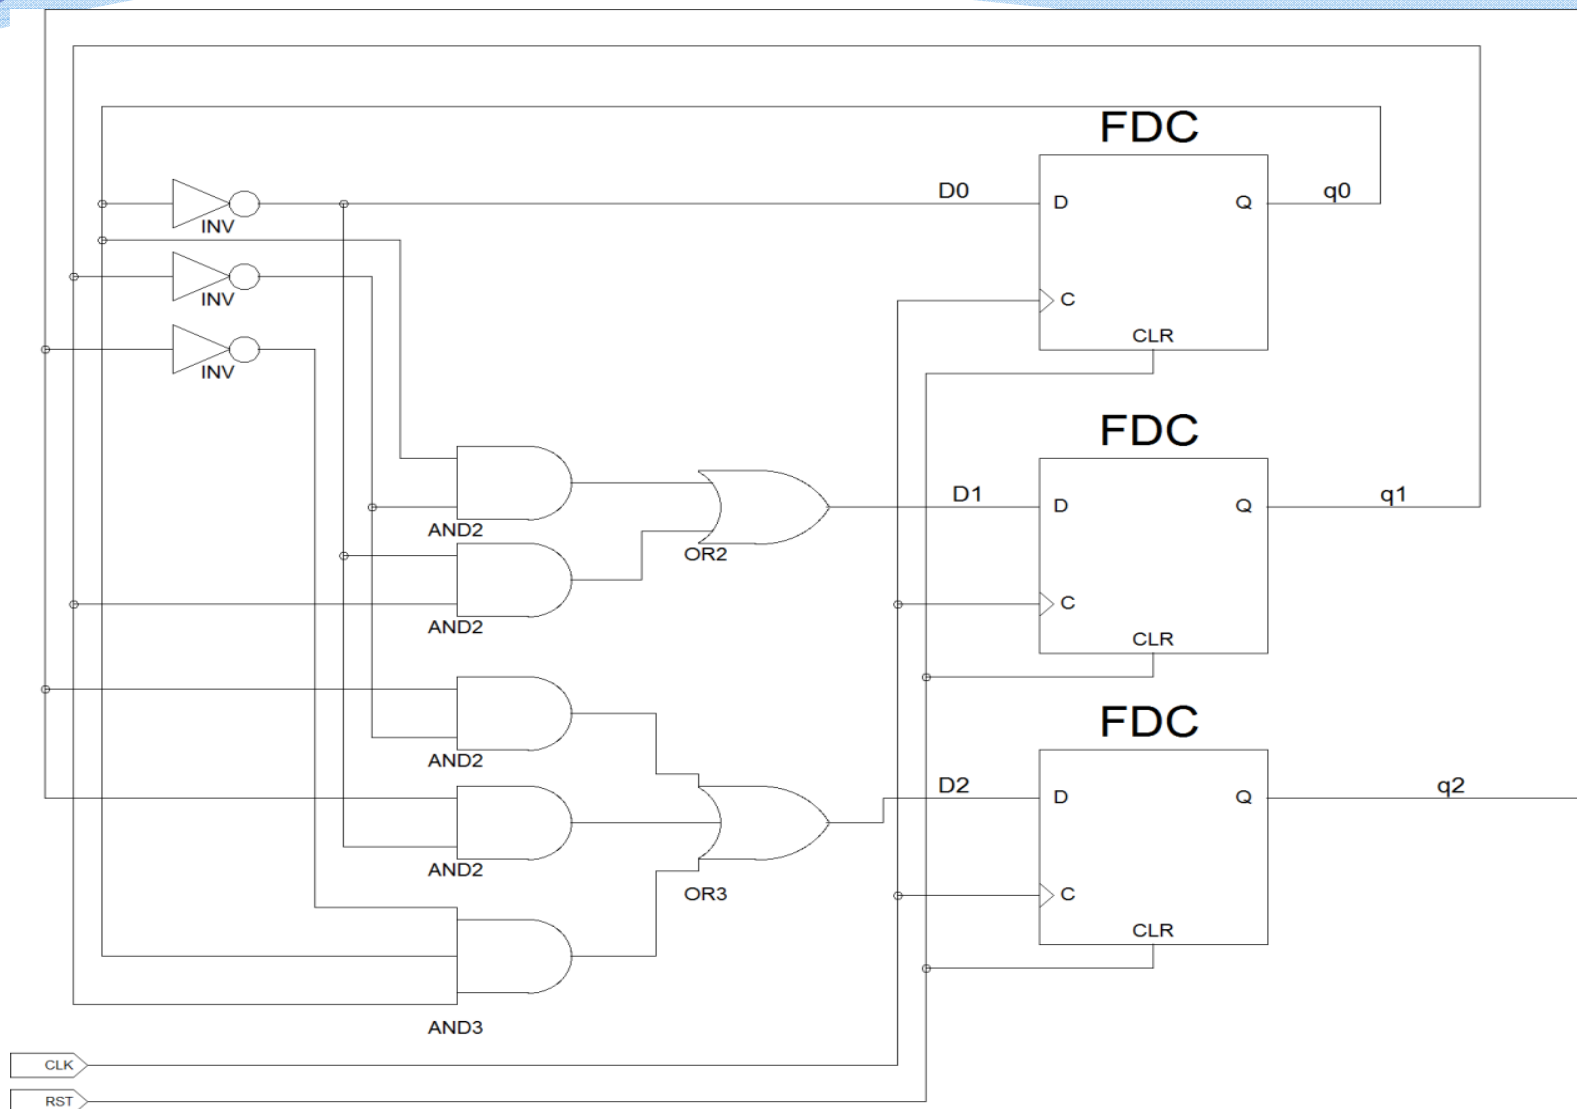 FDC
D0
D
Q
q0
INV
INV
C
CLR
INV
FDC
D1
D
Q
q1
AND2
OR2
C
AND2
CLR
FDC
AND2
D2
D
Q
q2
AND2
OR3
C
CLR
AND3
CLK
RST